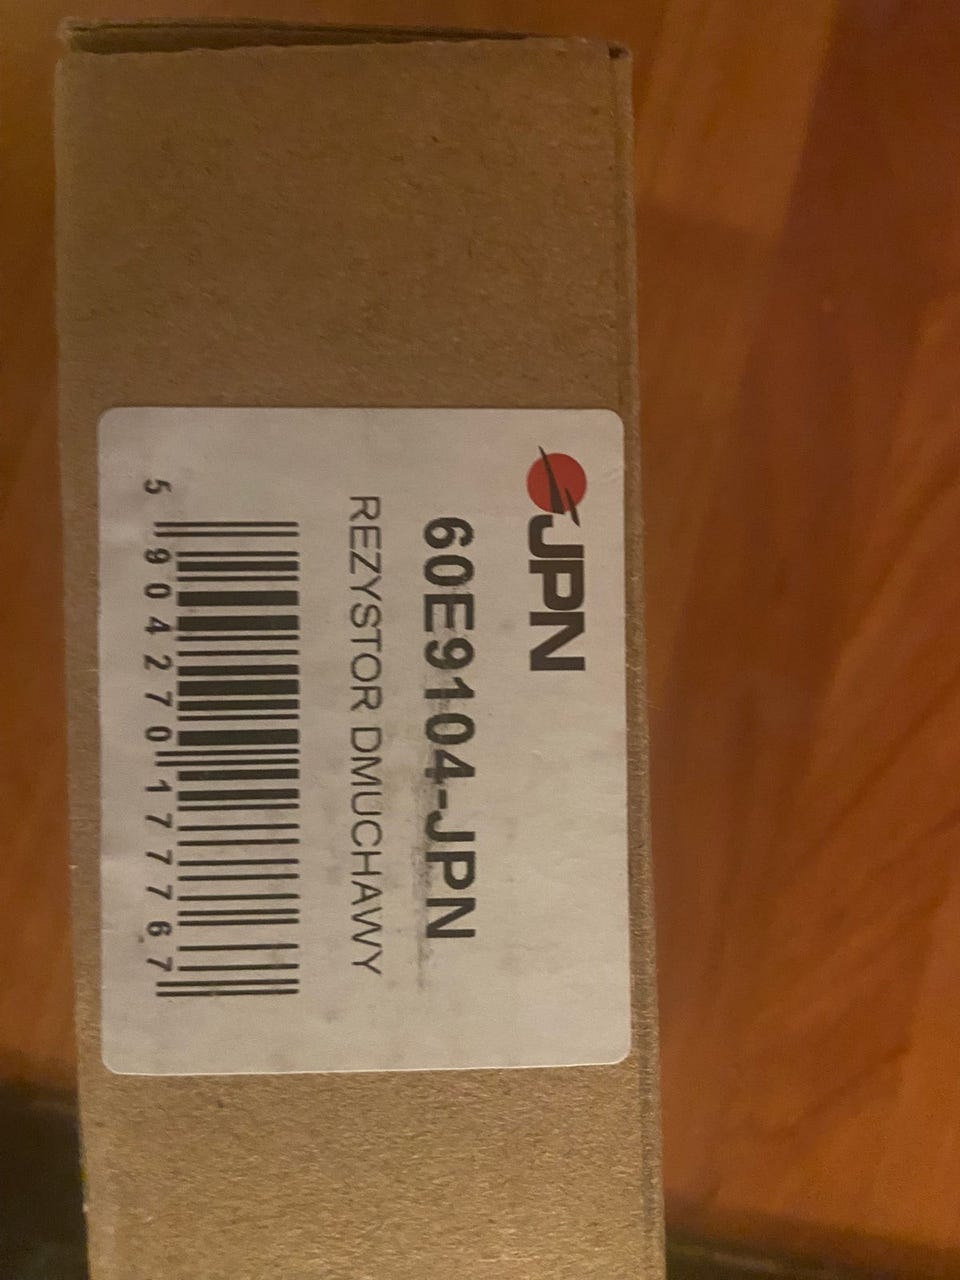 JPN
60E9104-JPN
REZYSTOR DMUCHAWY
5 904270 177767